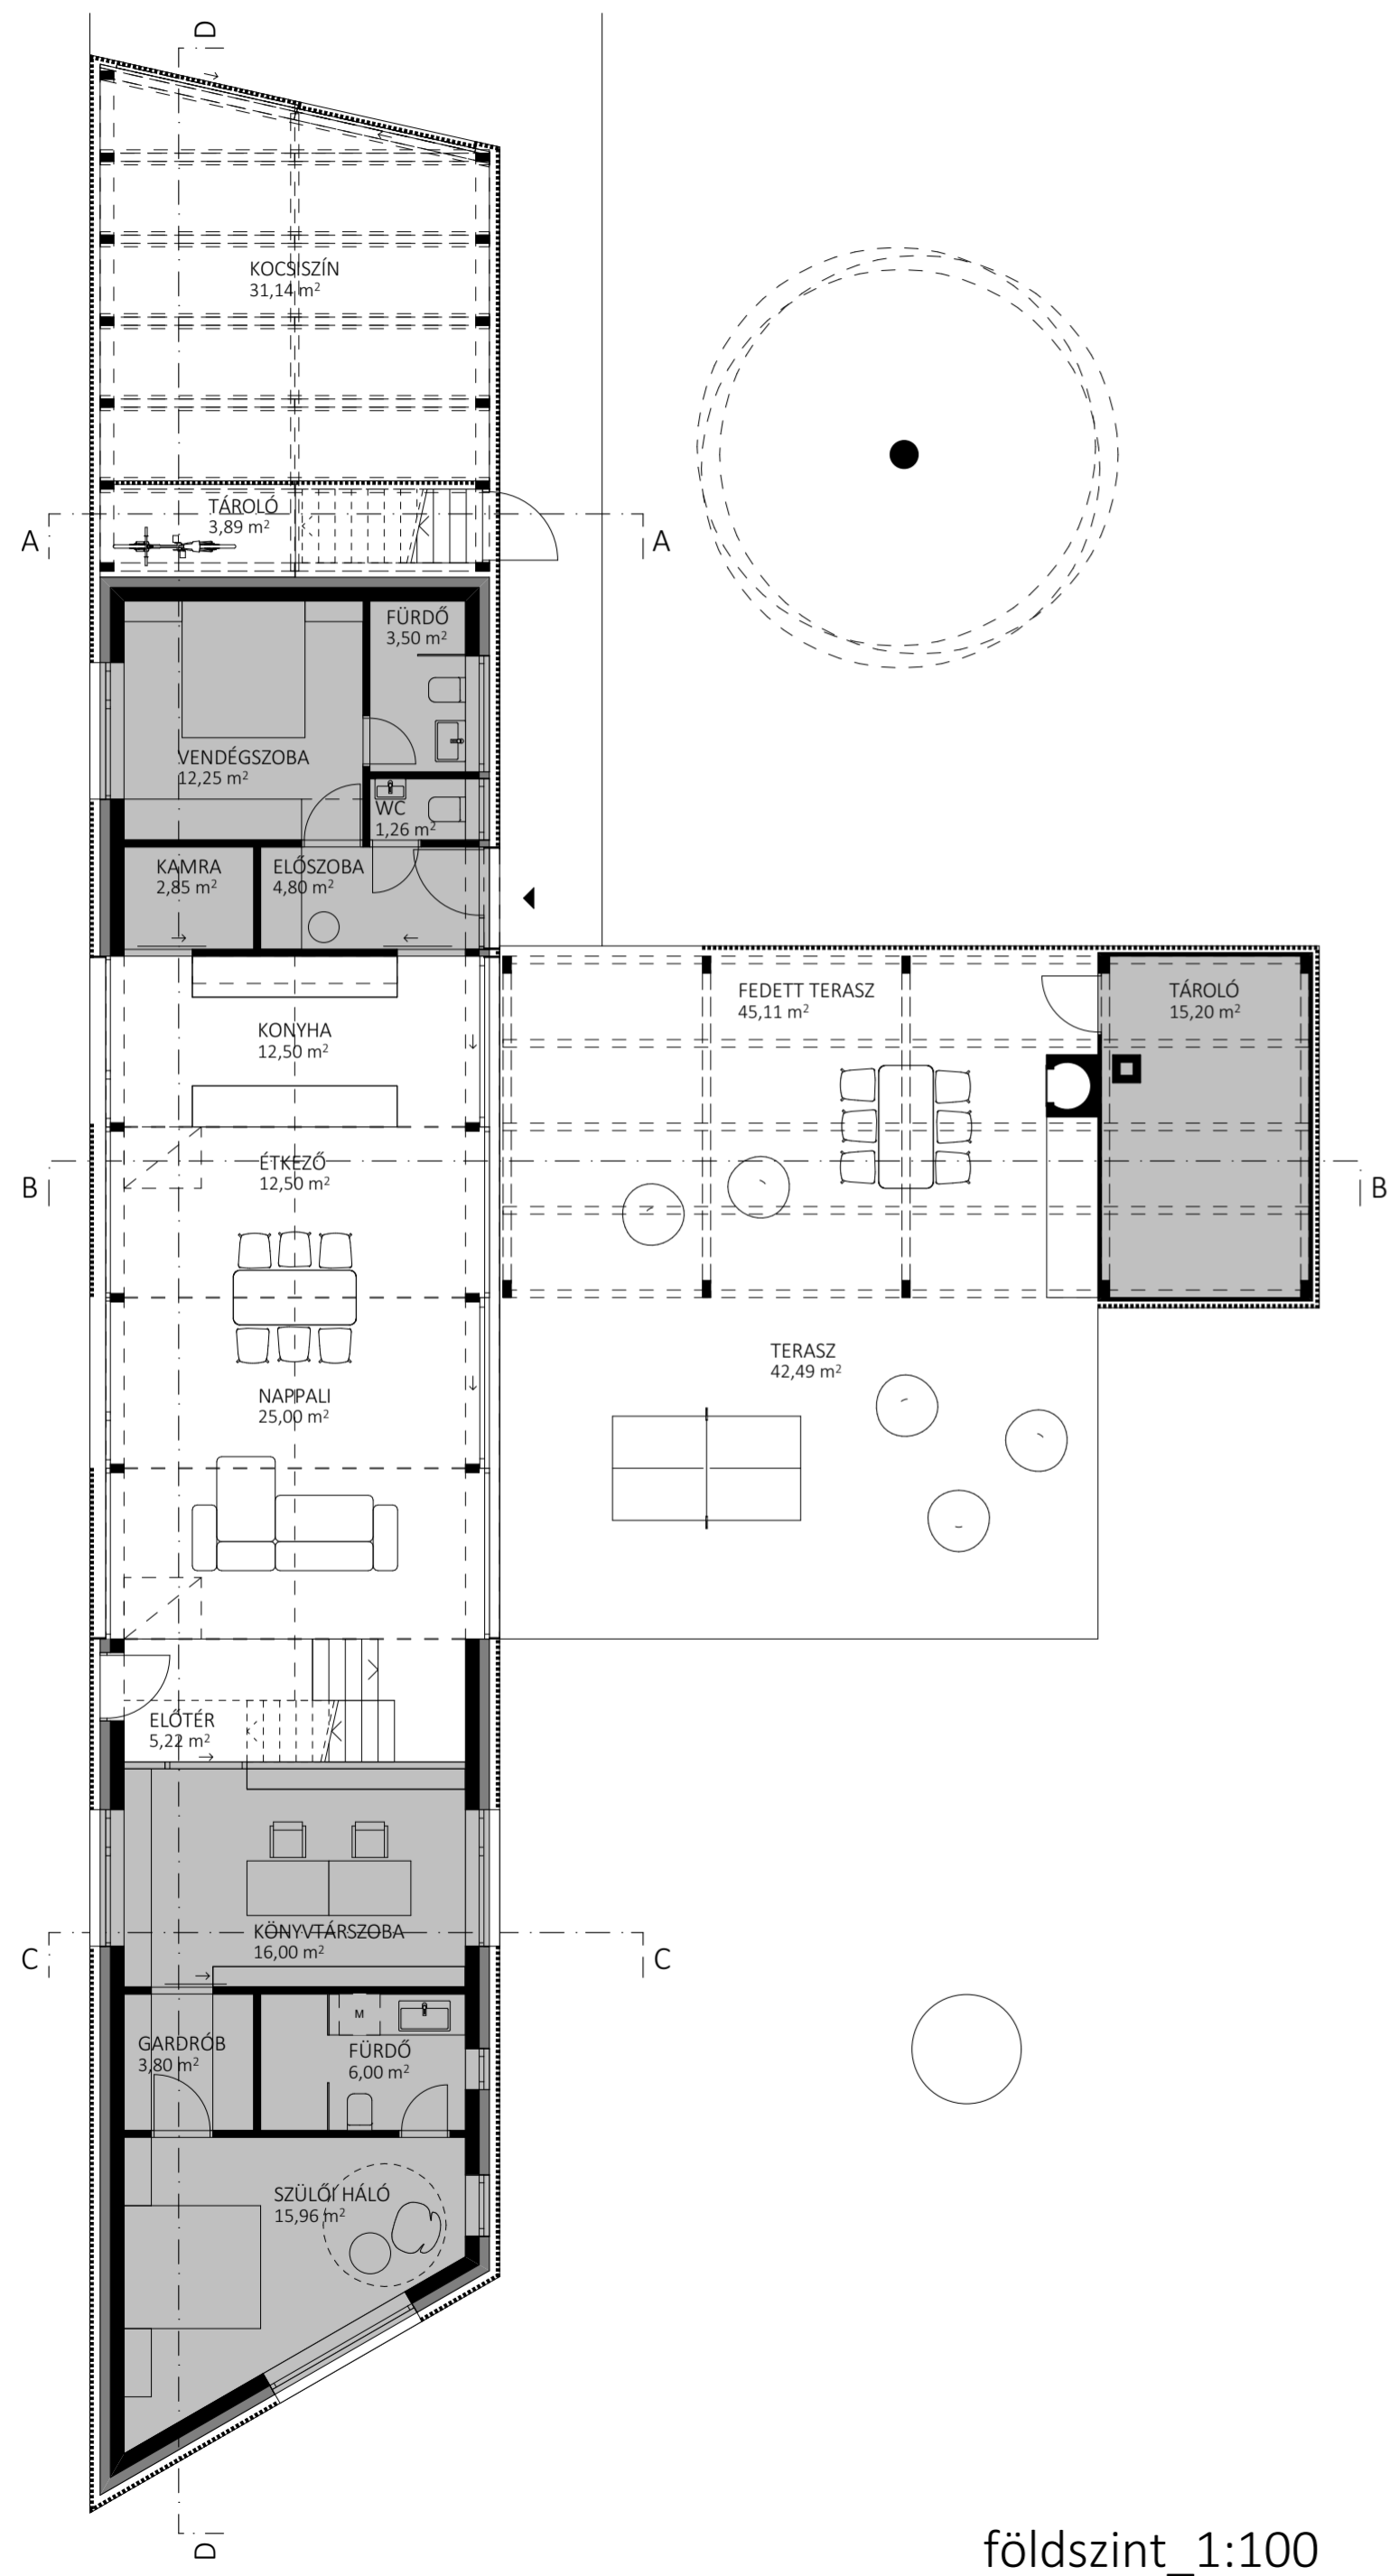 D
KOCSISZÍN
31,14 m²
TÁROLÓ
3,89 m²
A
A
FÜRDŐ
3,50 m²
VENDÉGSZOBA
12,25 m²
WC
1,26 m²
KAMRA
2,85 m²
ELŐSZOBA
4,80 m²
FEDETT TERASZ
45,11 m²
TÁROLÓ
15,20 m²
KONYHA
12,50 m²
ÉTKEZŐ
12,50 m²
B
B
TERASZ
42,49 m²
NAPPALI
25,00 m²
ELŐTÉR
5,22 m²
KÖNYVTÁRSZOBA
16,00 m²
C
C
M
GARDRÓB
3,80 m²
FÜRDŐ
6,00 m²
SZÜLŐI HÁLÓ
15,96 m²
D
földszint_1:100